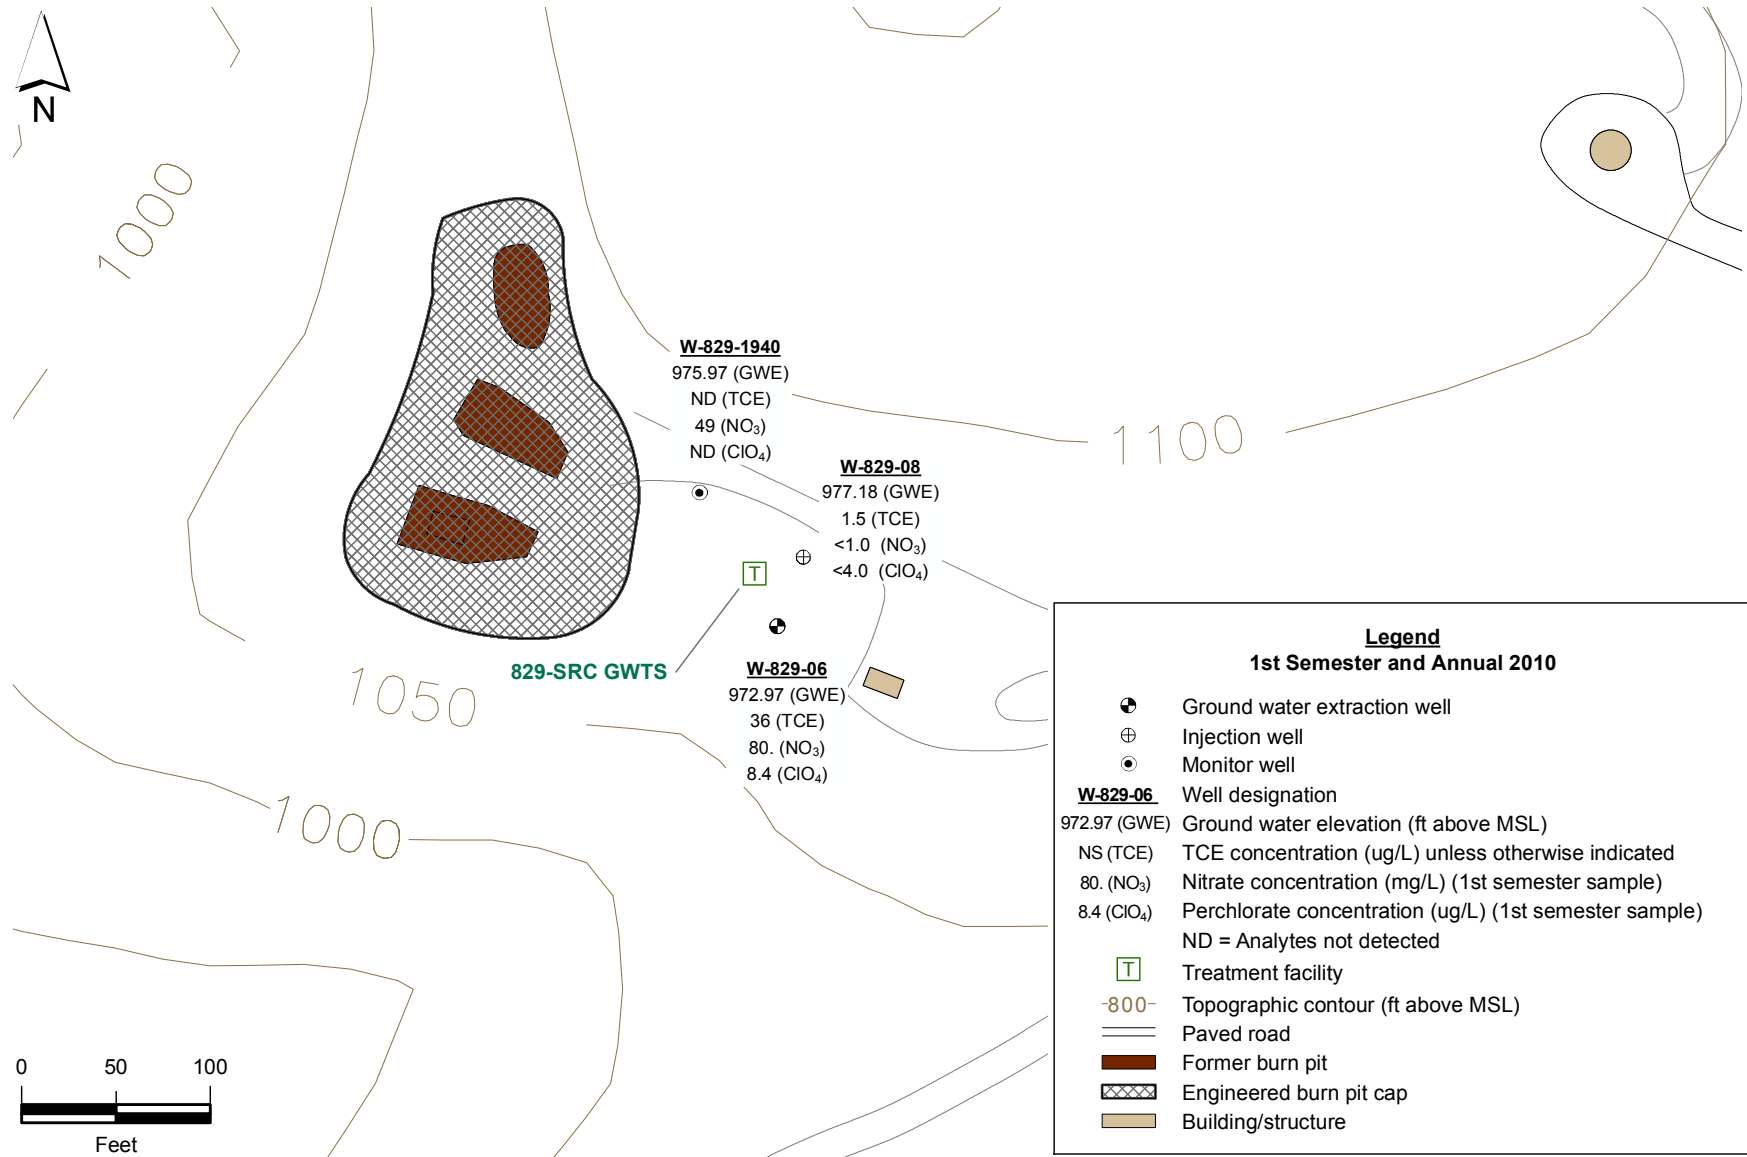 N
1000
W-829-1940
975.97 (GWE)
ND (TCE)
49 (NO₃)
ND (ClO₄)
1100
W-829-08
977.18 (GWE)
1.5 (TCE)
<1.0 (NO₃)
<4.0 (ClO₄)
T
829-SRC GWTS
W-829-06
972.97 (GWE)
36 (TCE)
80. (NO₃)
8.4 (ClO₄)
1050
1000
0 50 100
Feet
Legend
1st Semester and Annual 2010
Ground water extraction well
Injection well
Monitor well
W-829-06 Well designation
972.97 (GWE) Ground water elevation (ft above MSL)
NS (TCE) TCE concentration (ug/L) unless otherwise indicated
80. (NO₃) Nitrate concentration (mg/L) (1st semester sample)
8.4 (ClO₄) Perchlorate concentration (ug/L) (1st semester sample)
ND = Analytes not detected
T Treatment facility
-800- Topographic contour (ft above MSL)
Paved road
Former burn pit
Engineered burn pit cap
Building/structure